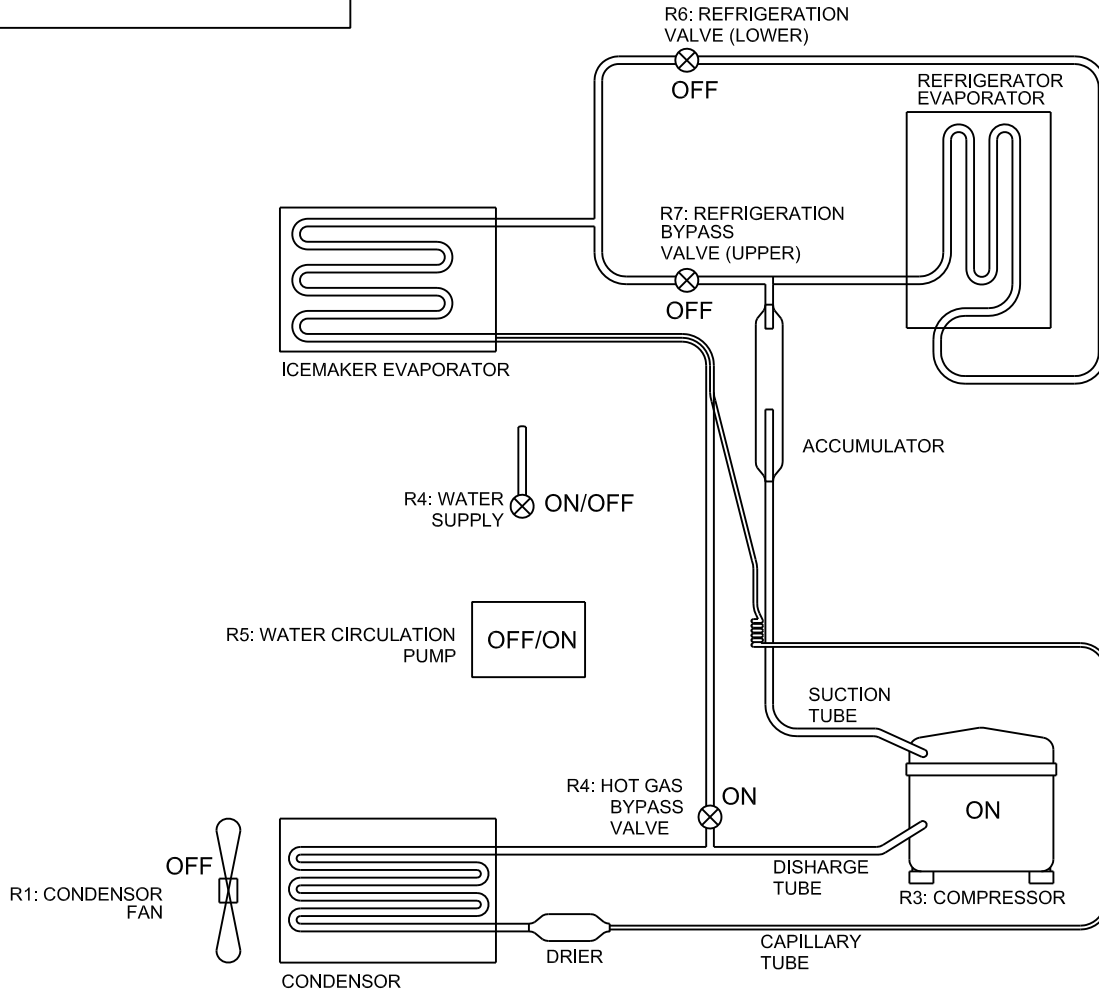 R6: REFRIGERATION
VALVE (LOWER)
OFF
REFRIGERATOR
EVAPORATOR
R7: REFRIGERATION
BYPASS
VALVE (UPPER)
OFF
ICEMAKER EVAPORATOR
ACCUMULATOR
R4: WATER
SUPPLY
ON/OFF
R5: WATER CIRCULATION
PUMP
OFF/ON
SUCTION
TUBE
R4: HOT GAS
BYPASS
VALVE
ON
ON
OFF
R1: CONDENSOR
FAN
DISHARGE
TUBE
R3: COMPRESSOR
DRIER
CAPILLARY
TUBE
CONDENSOR